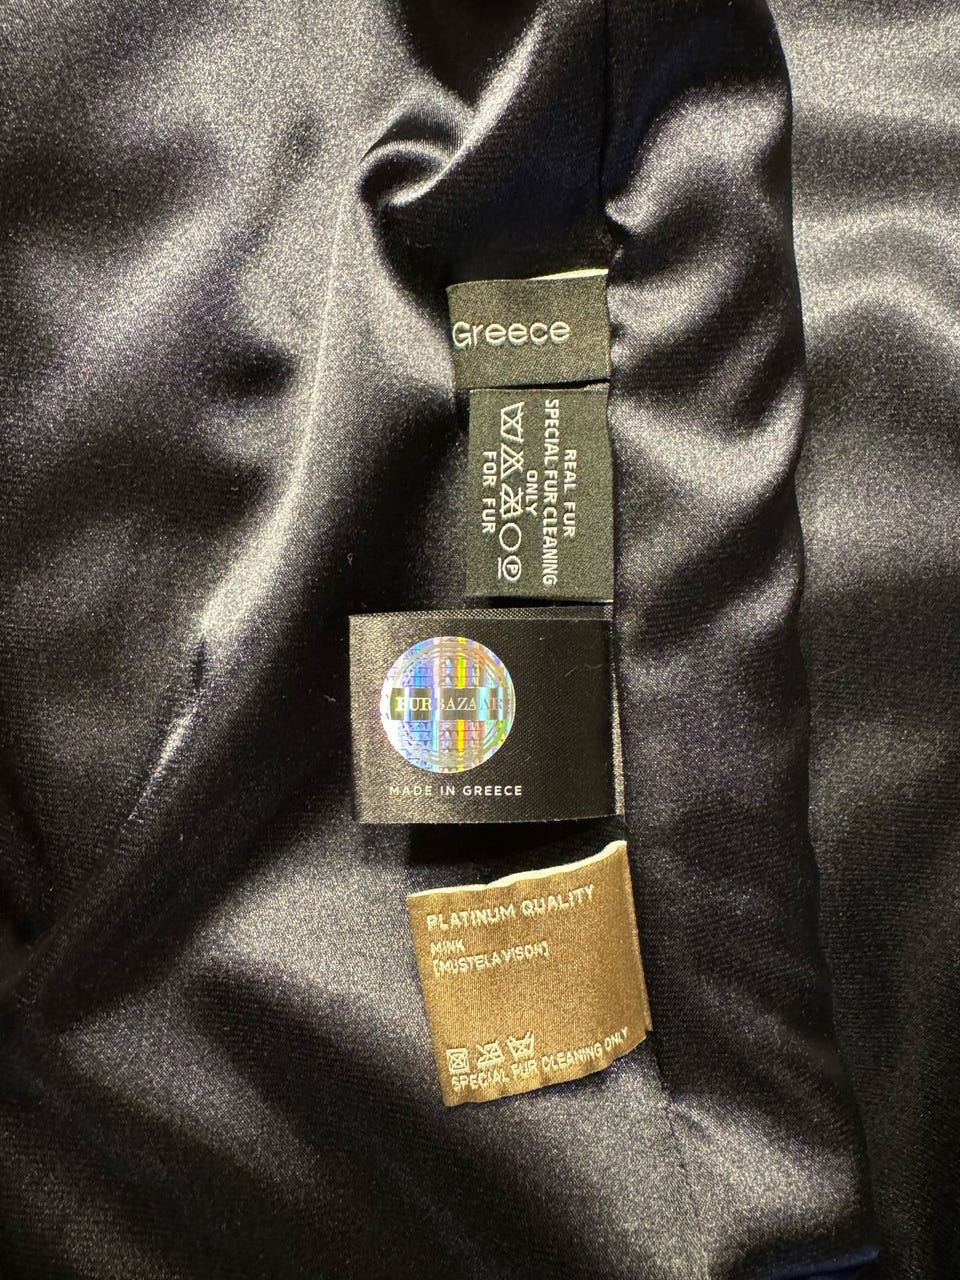 Greece
REAL FUR
SPECIAL FUR CLEANING
ONLY
P
FOR FUR
FURBAZAAR
MADE IN GREECE
PLATINUM QUALITY
MINK
[MUSTELA VISON]
SPECIAL FUR CLEANING ONLY